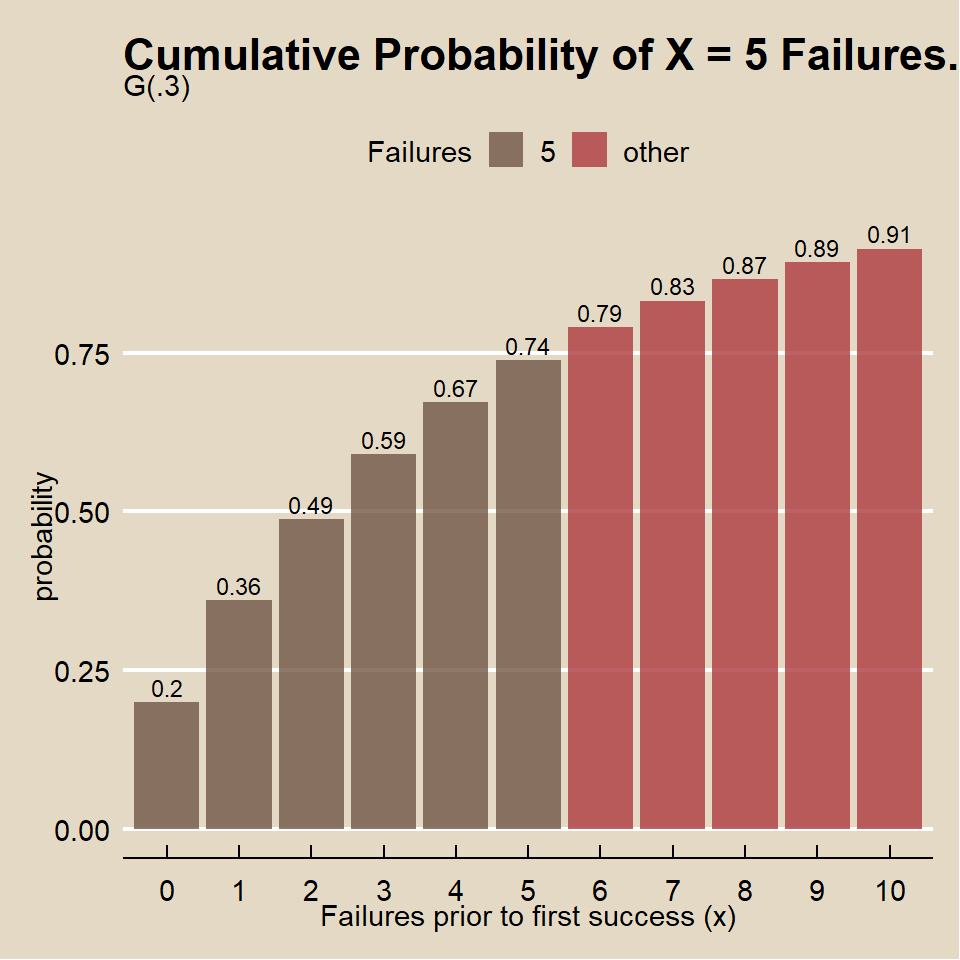 Cumulative Probability of X = 5 Failures.
G(.3)
Failures 5 other
0.91
0.89
0.87
0.83
0.79
0.75
0.74
0.67
0.59
0.50
0.49
0.36
0.25
0.2
0.00
probability
0 1 2 3 4 5 6 7 8 9 10
Failures prior to first success (x)